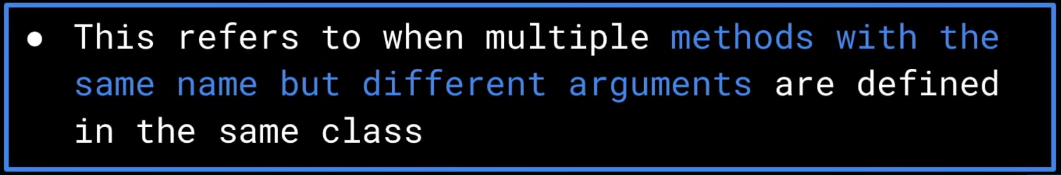 ● This refers to when multiple methods with the
same name but different arguments are defined
in the same class